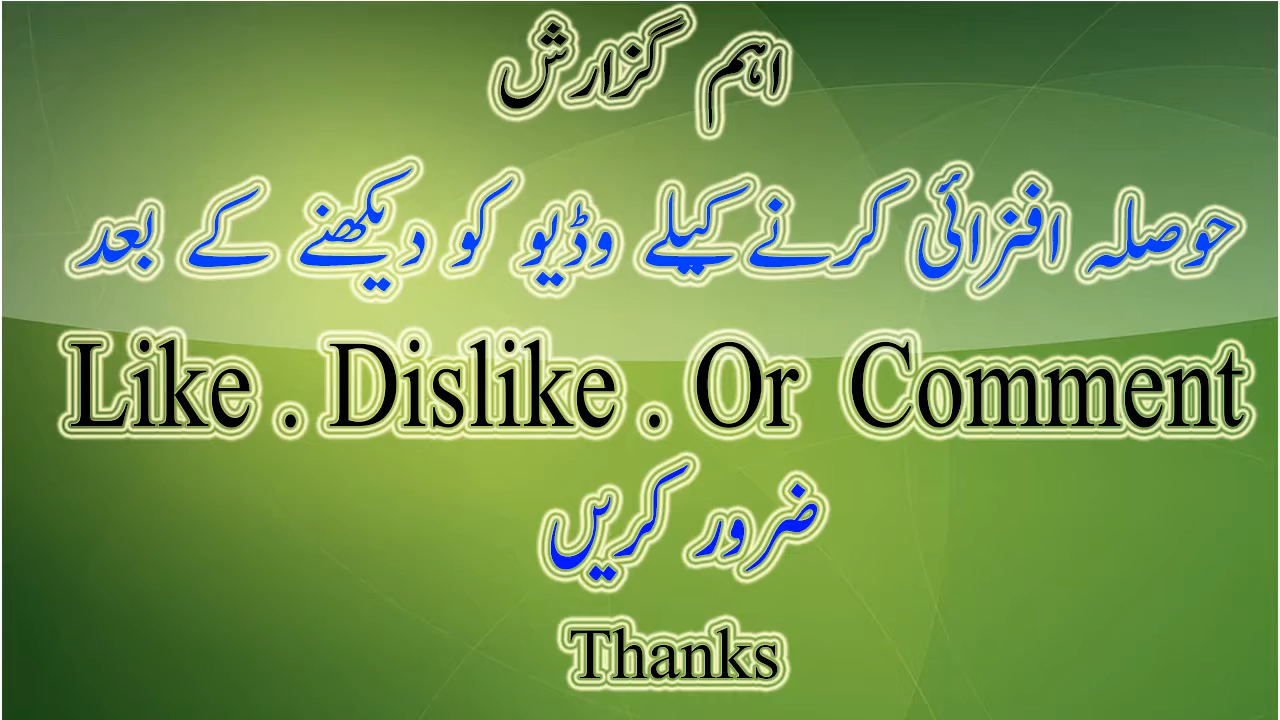 اہم گزارش
حوصلہ افزائی کرنے کیلے وڈیو کو دیکھنے کے بعد
Like . Dislike . Or Comment
ضرور کریں
Thanks